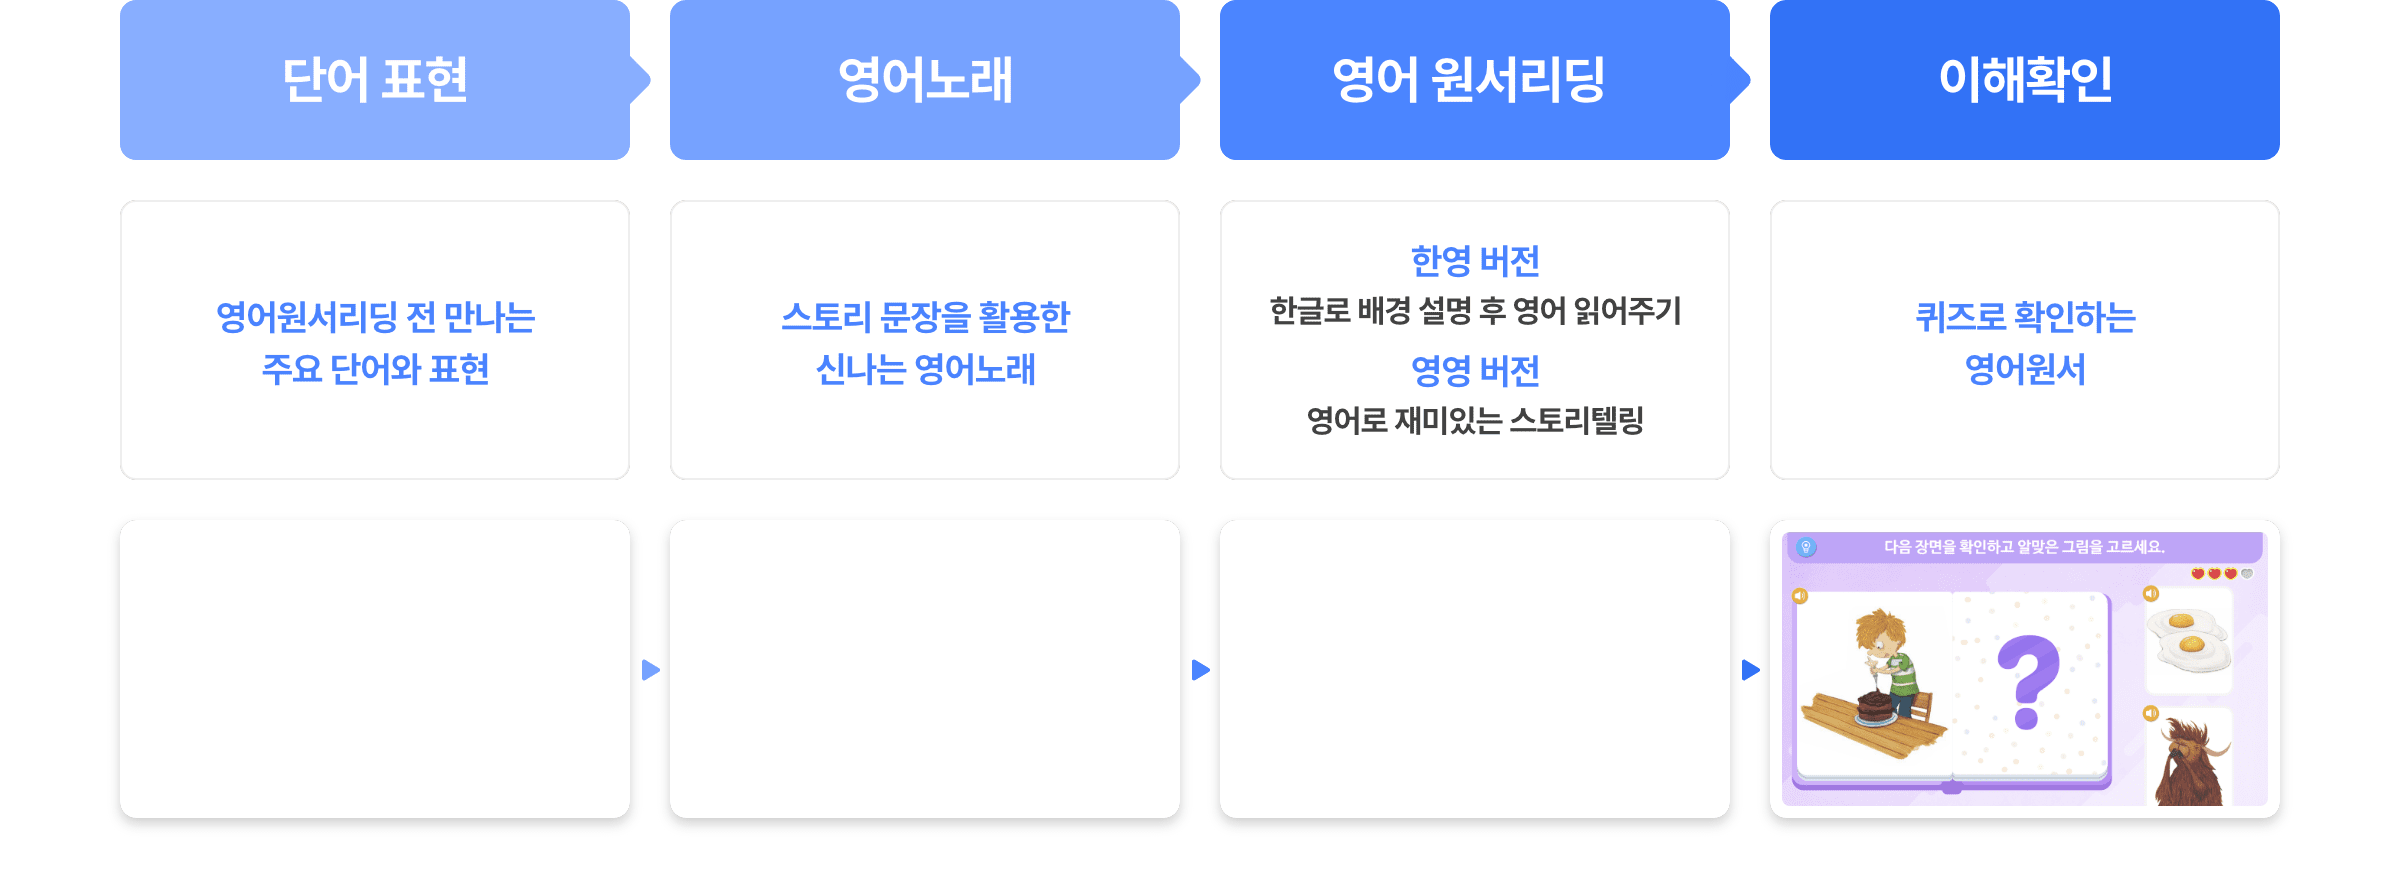 단어 표현
영어노래
영어 원서리딩
이해확인
영어원서리딩 전 만나는
주요 단어와 표현
스토리 문장을 활용한
신나는 영어노래
한영 버전
한글로 배경 설명 후 영어 읽어주기
영영 버전
영어로 재미있는 스토리텔링
퀴즈로 확인하는
영어원서
다음 장면을 확인하고 알맞은 그림을 고르세요.
?